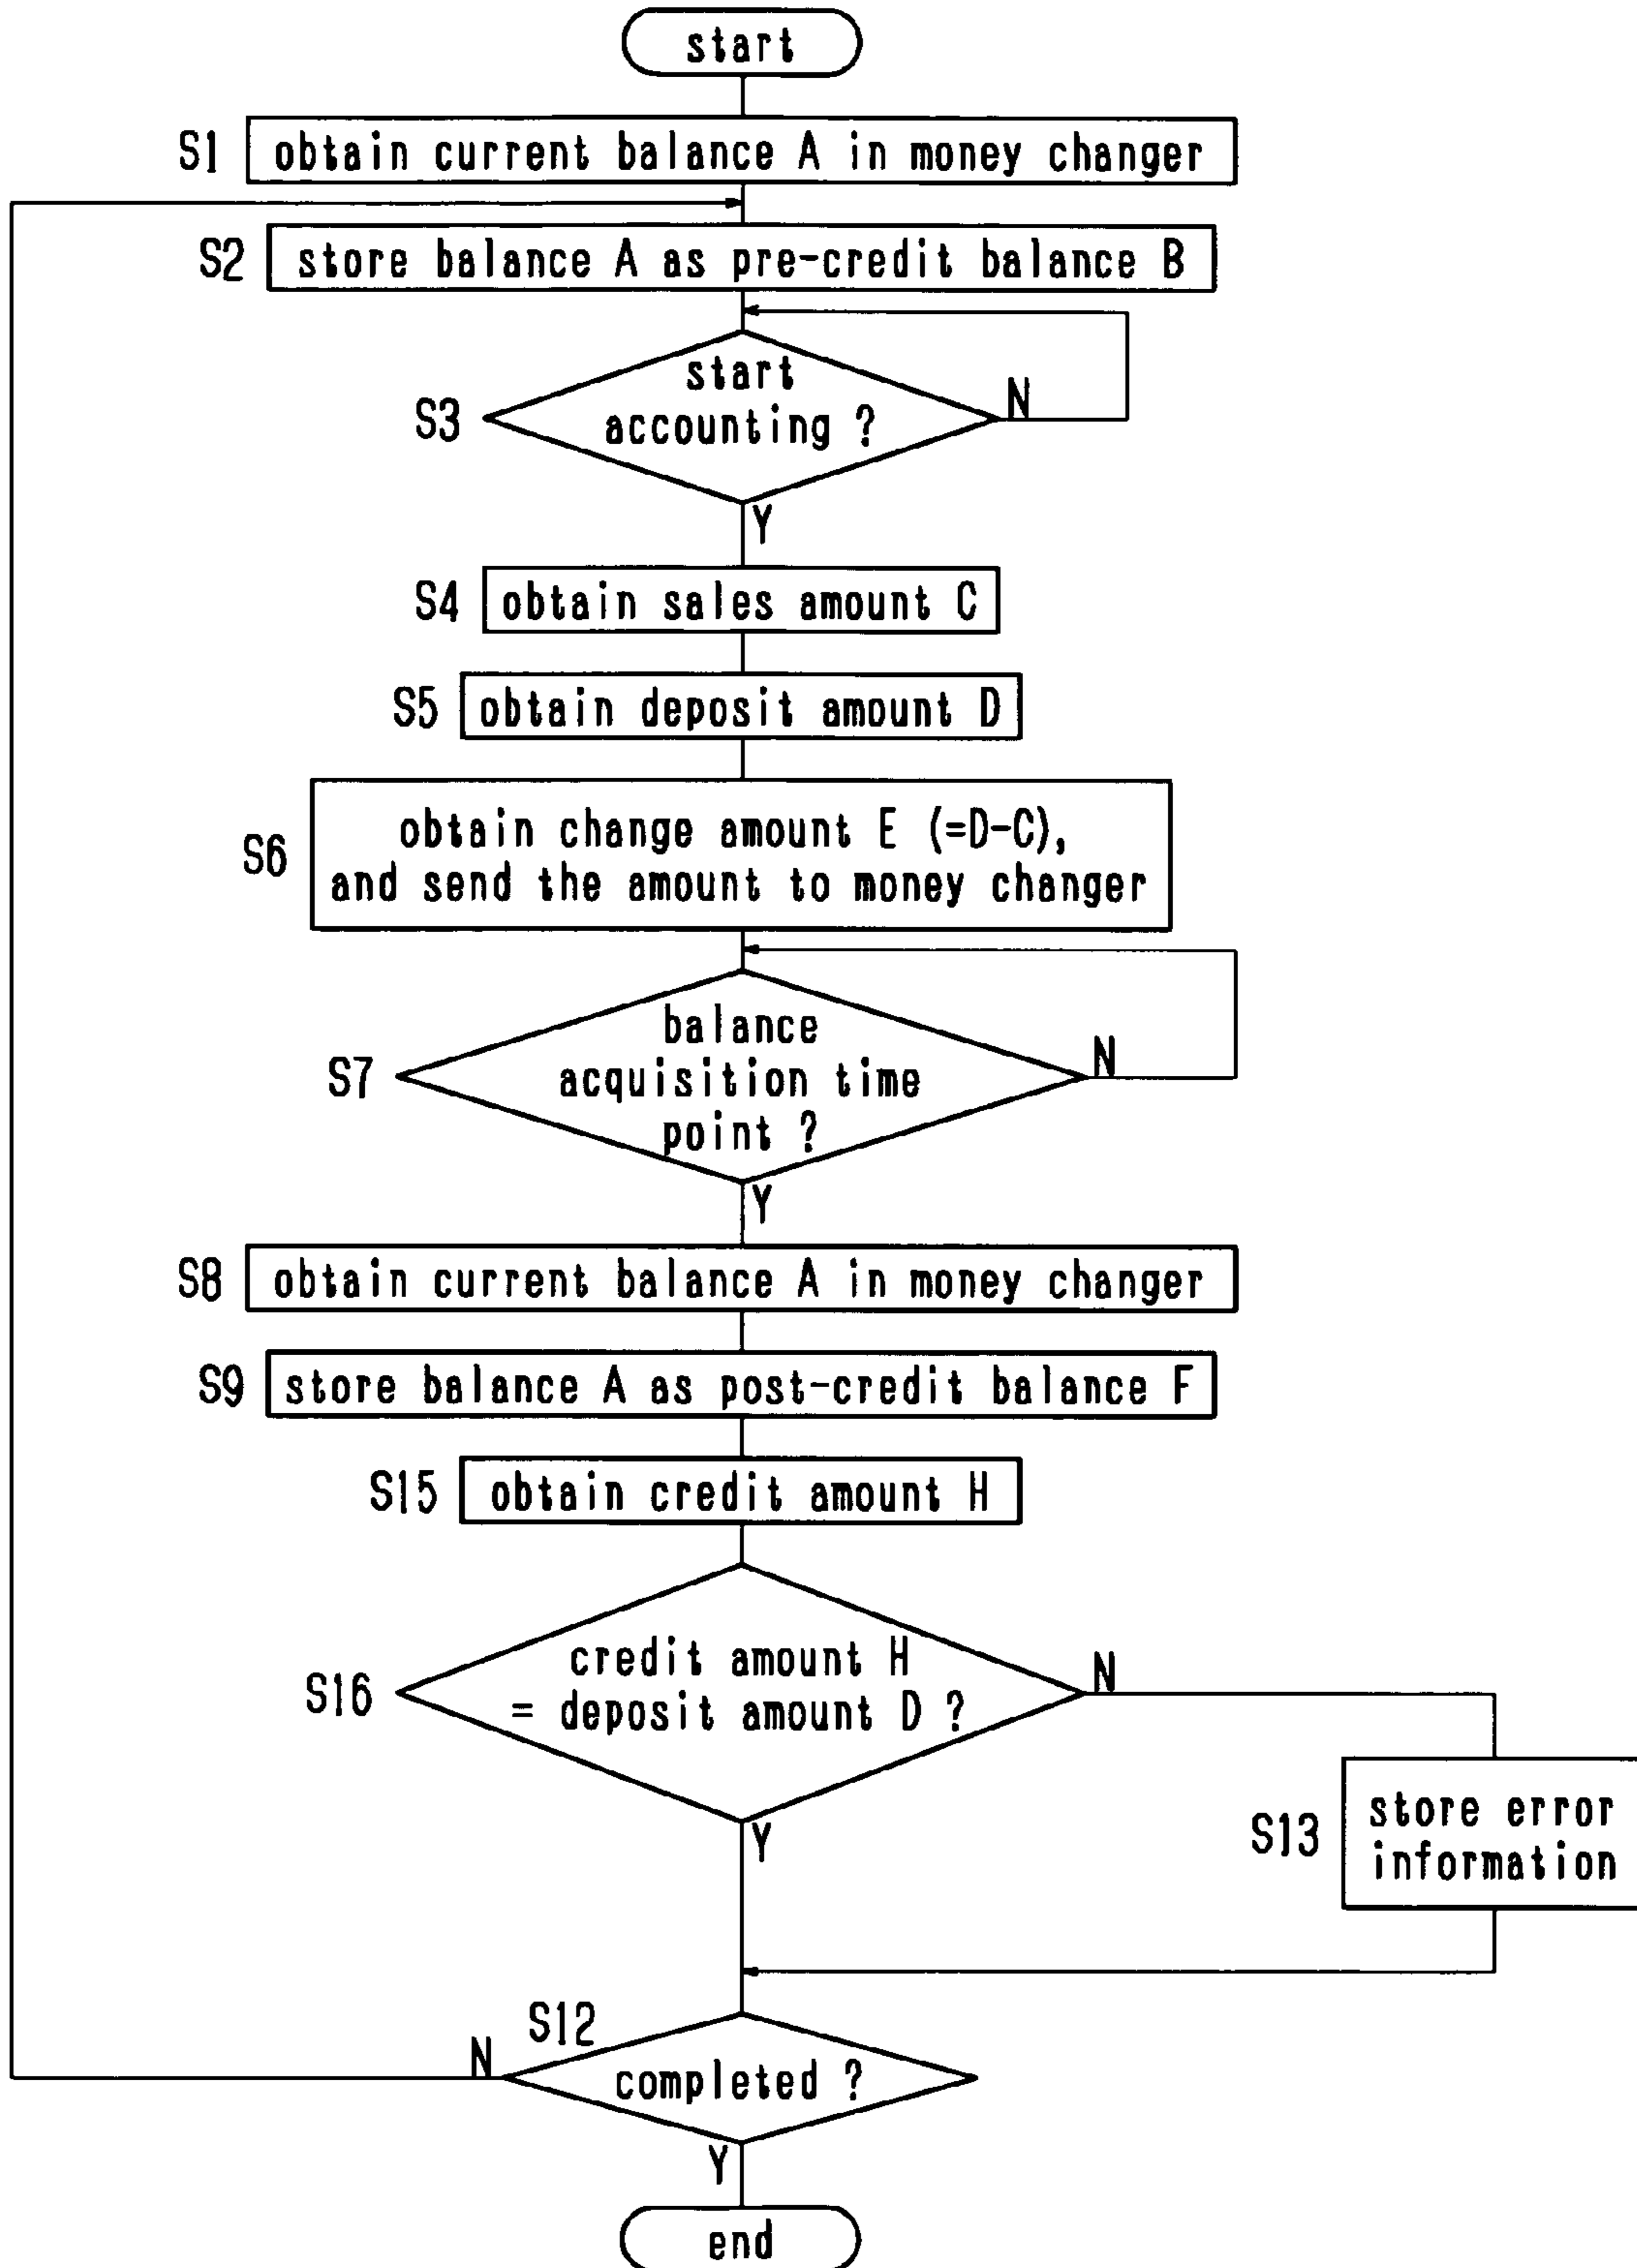 start
S1 obtain current balance A in money changer
S2 store balance A as pre-credit balance B
start
S3 accounting ? N
Y
S4 obtain sales amount C
S5 obtain deposit amount D
obtain change amount E (=D-C),
S6
and send the amount to money changer
balance
S7 acquisition time N
point ?
Y
S8 obtain current balance A in money changer
S9 store balance A as post-credit balance F
S15 obtain credit amount H
credit amount H N
S16 = deposit amount D ?
store error
S13
information
Y
S12
N completed ?
Y
end